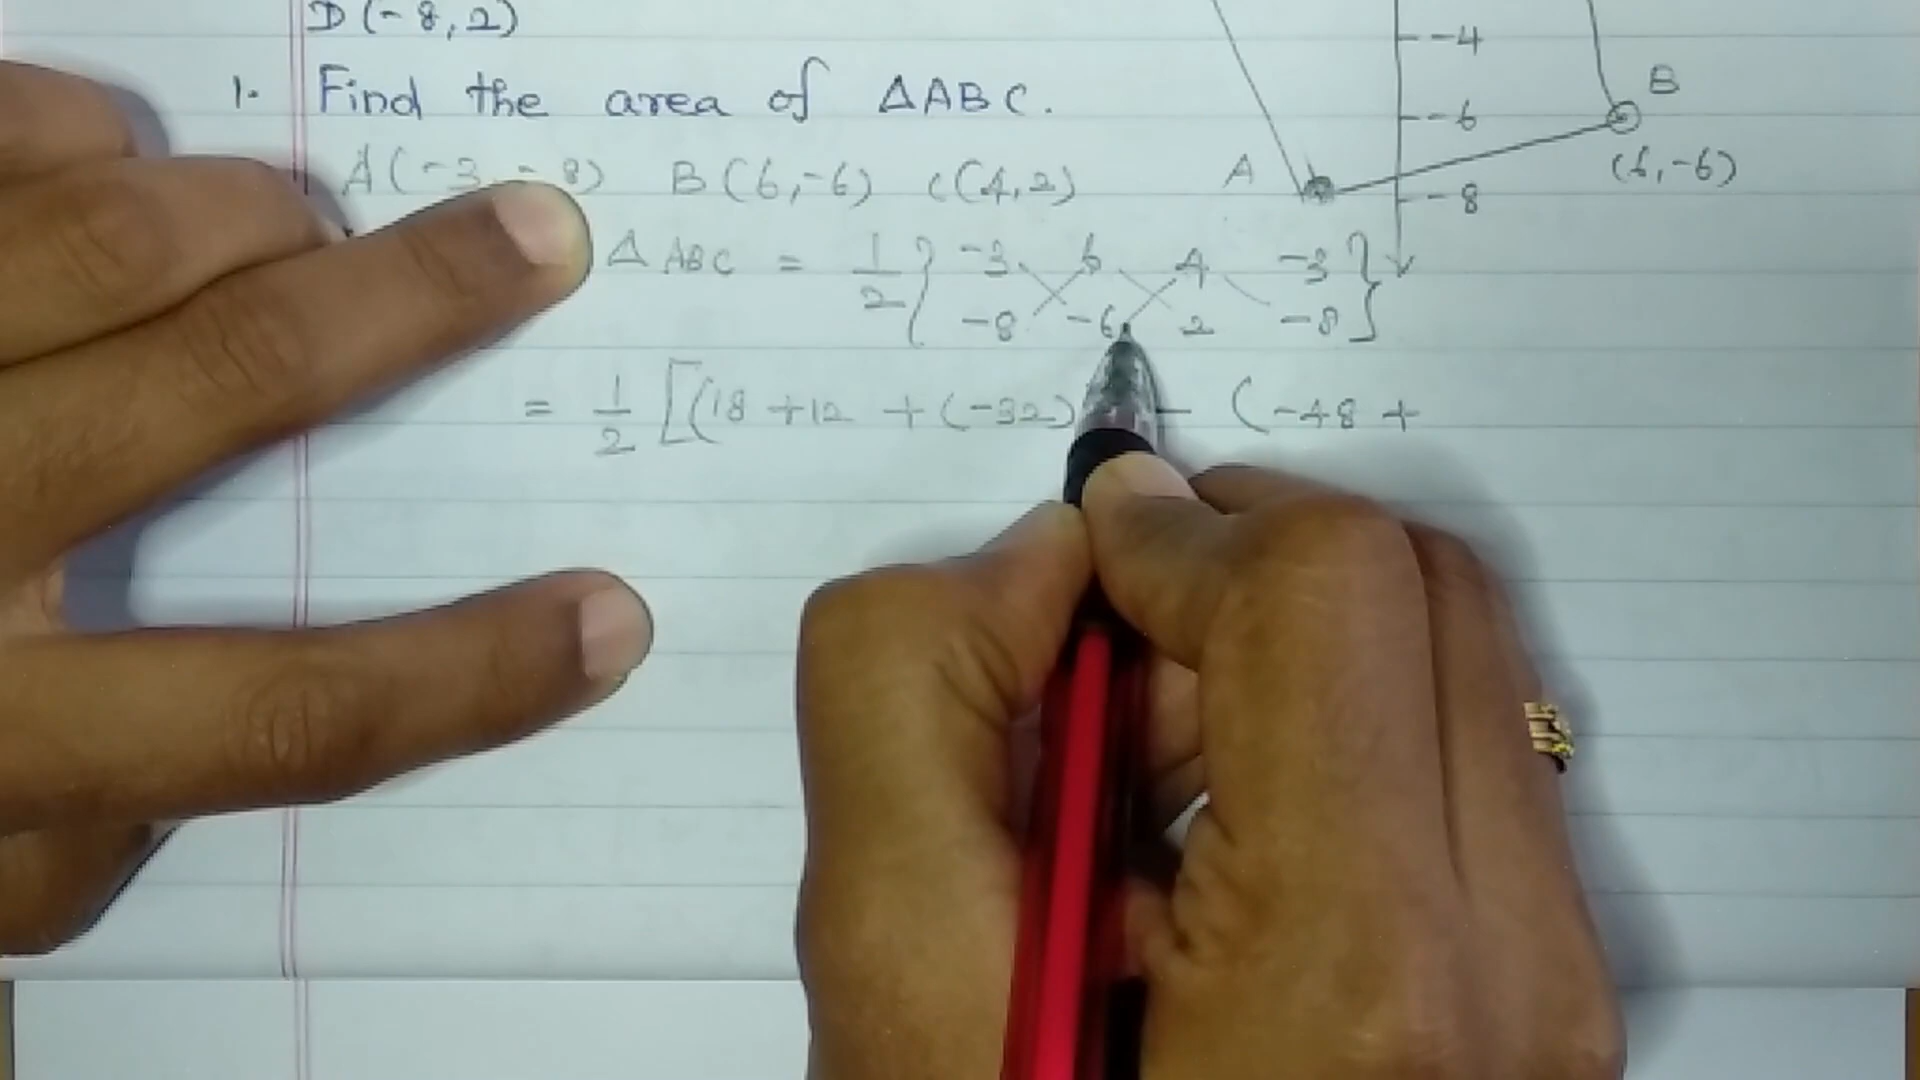 D(-8,2)
1. Find the area of ΔABC.
A(-3,-8) B(6,-6) C(4,2)
Δ ABC = 1/2 { -3 6 4 -3
-8 -6 2 -8 }
= 1/2 [(18 +12 +(-32) - (-48 +
-4
-6
-8
A
B
(6,-6)